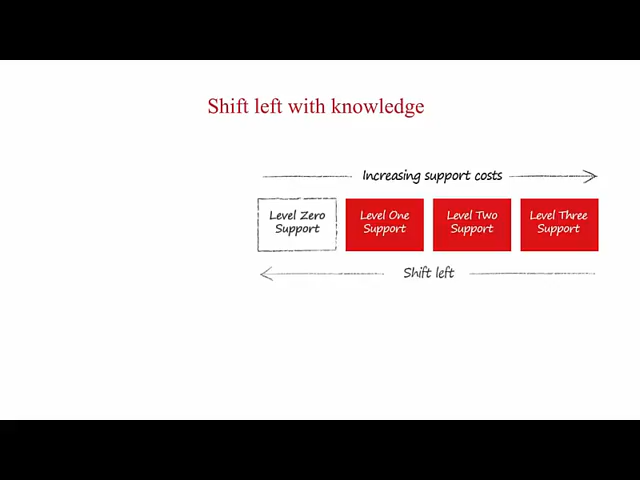 Shift left with knowledge
Increasing support costs
Level Zero
Support
Level One
Support
Level Two
Support
Level Three
Support
Shift left